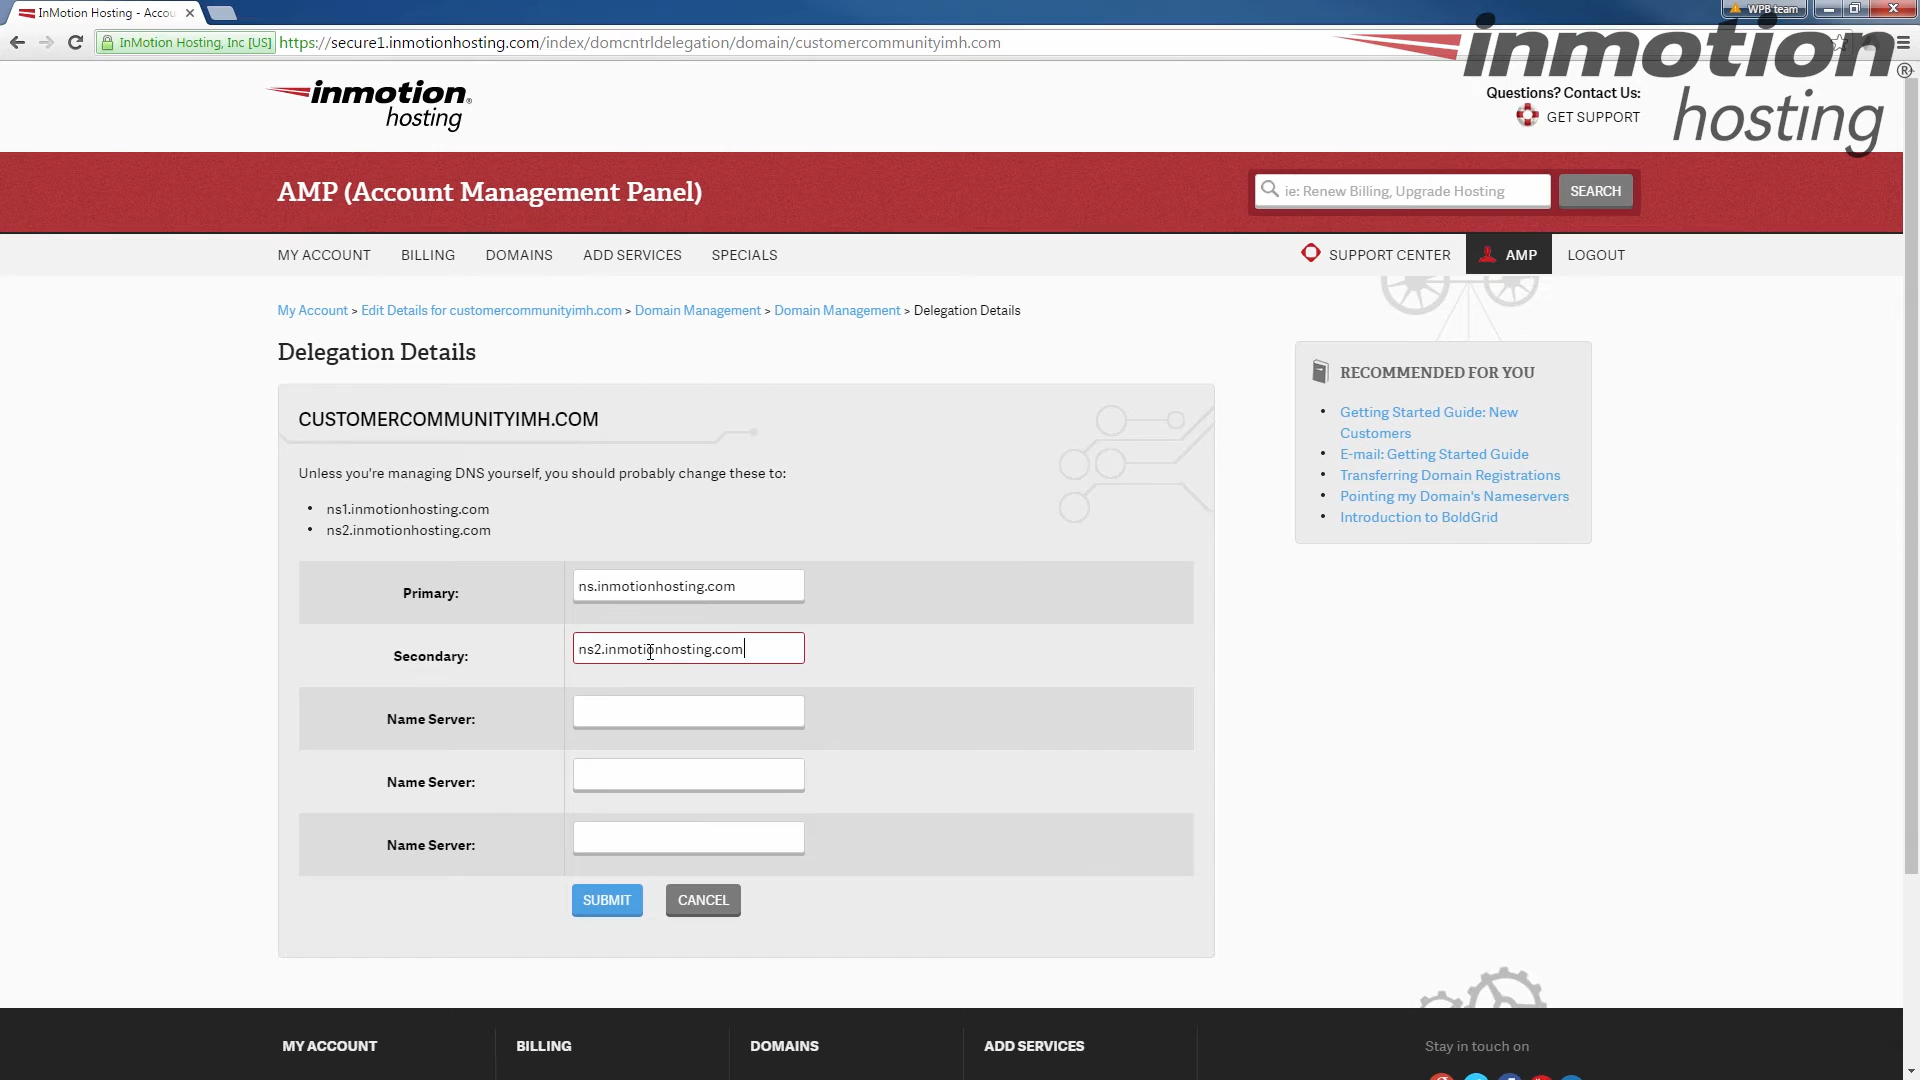 InMotion Hosting - Accou
WPB team
InMotion Hosting, Inc [US] https://secure1.inmotionhosting.com/index/domcntrldelegation/domain/customercommunityimh.com
inmotion
hosting
inmotion
hosting
Questions? Contact Us:
GET SUPPORT
AMP (Account Management Panel)
ie: Renew Billing, Upgrade Hosting
SEARCH
MY ACCOUNT BILLING DOMAINS ADD SERVICES SPECIALS SUPPORT CENTER AMP LOGOUT
My Account > Edit Details for customercommunityimh.com > Domain Management > Domain Management > Delegation Details
Delegation Details
CUSTOMERCOMMUNITYIMH.COM
Unless you're managing DNS yourself, you should probably change these to:
• ns1.inmotionhosting.com
• ns2.inmotionhosting.com
Primary: ns.inmotionhosting.com
Secondary: ns2.inmotionhosting.com
Name Server:
Name Server:
Name Server:
SUBMIT CANCEL
RECOMMENDED FOR YOU
• Getting Started Guide: New
Customers
• E-mail: Getting Started Guide
• Transferring Domain Registrations
• Pointing my Domain's Nameservers
• Introduction to BoldGrid
MY ACCOUNT BILLING DOMAINS ADD SERVICES Stay in touch on